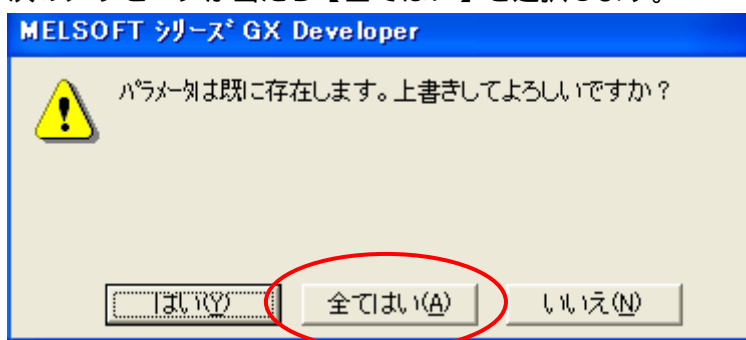 MELSOFT シリーズ GX Developer
パラメータは既に存在します。上書きしてよろしいですか?
はい(Y) 全てはい(A) いいえ(N)